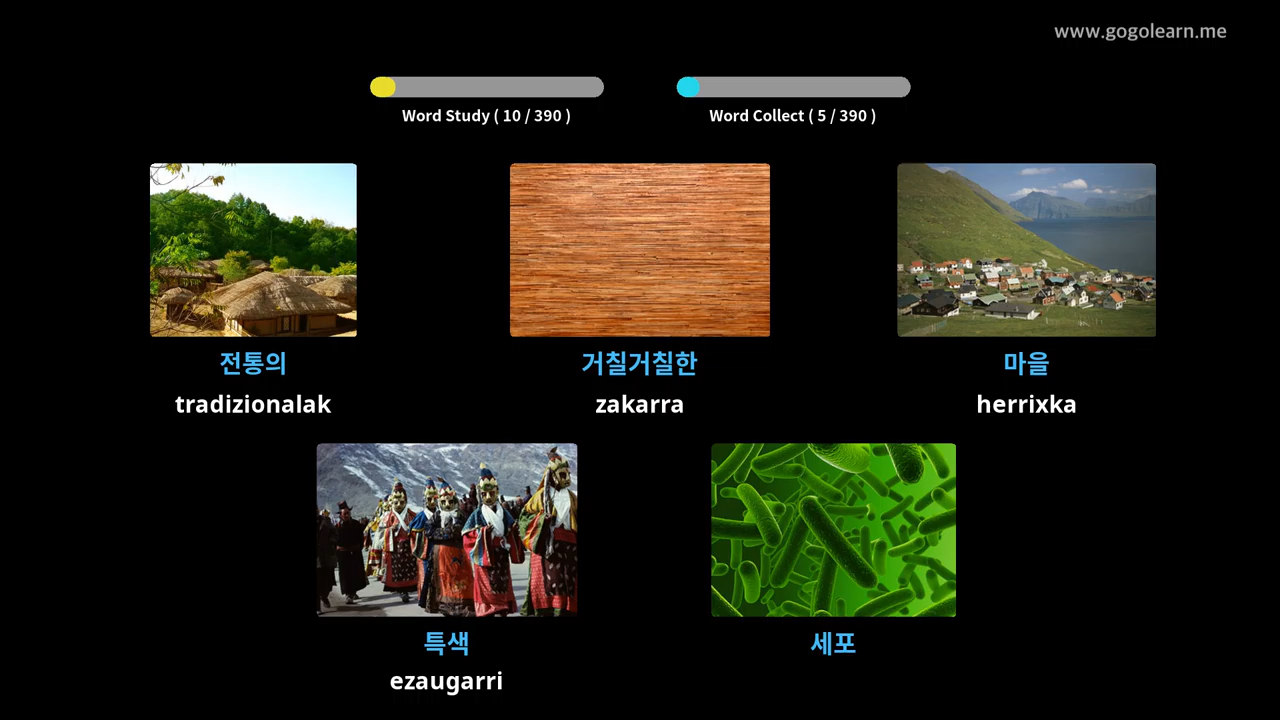 www.gogolearn.me
Word Study ( 10 / 390 )
Word Collect ( 5 / 390 )
전통의
거칠거칠한
마을
tradizionalak
zakarra
herrixka
특색
세포
ezaugarri